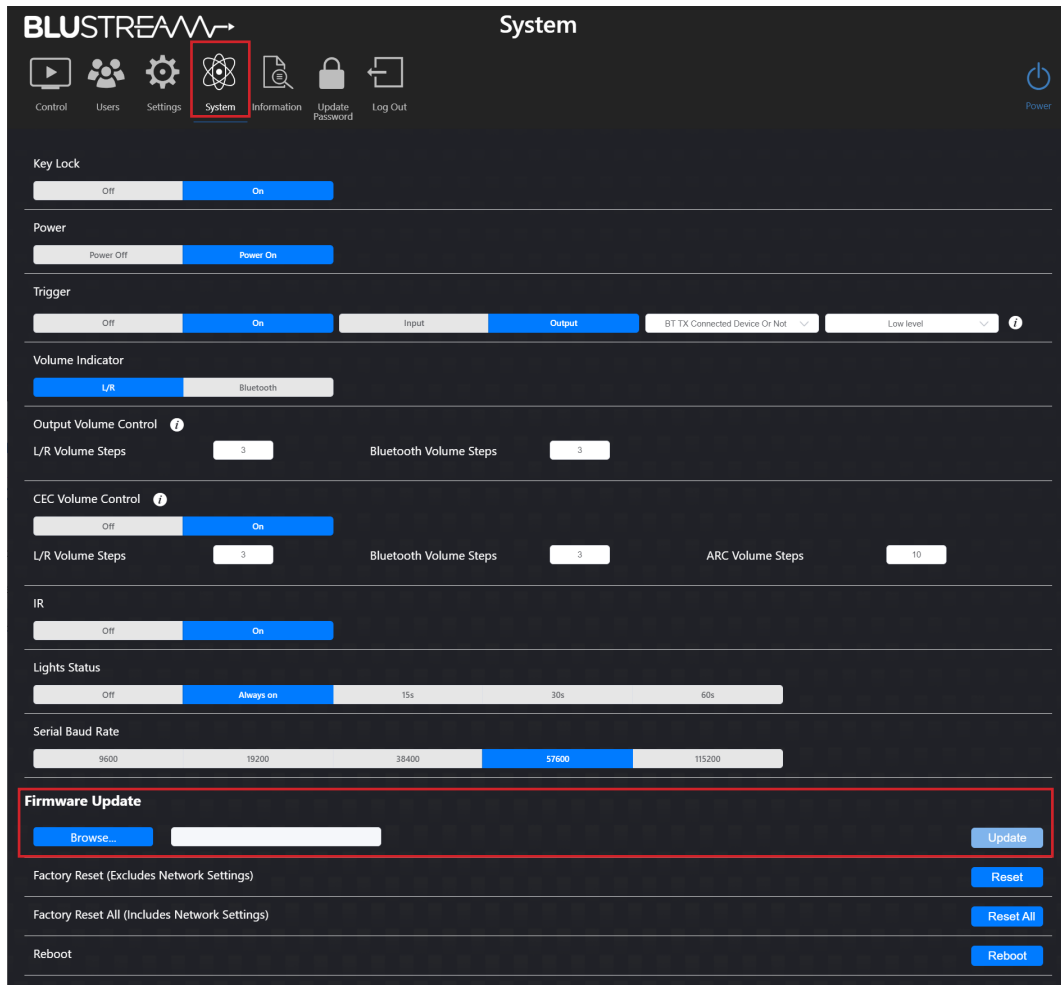 BLUSTREAM
System
Control Users Settings System Information Update Password Log Out Power
Key Lock
Off On
Power
Power Off Power On
Trigger
Off On Input Output BT TX Connected Device Or Not Low level i
Volume Indicator
L/R Bluetooth
Output Volume Control i
L/R Volume Steps 3 Bluetooth Volume Steps 3
CEC Volume Control i
Off On
L/R Volume Steps 3 Bluetooth Volume Steps 3 ARC Volume Steps 10
IR
Off On
Lights Status
Off Always on 15s 30s 60s
Serial Baud Rate
9600 19200 38400 57600 115200
Firmware Update
Browse... Update
Factory Reset (Excludes Network Settings) Reset
Factory Reset All (Includes Network Settings) Reset All
Reboot Reboot